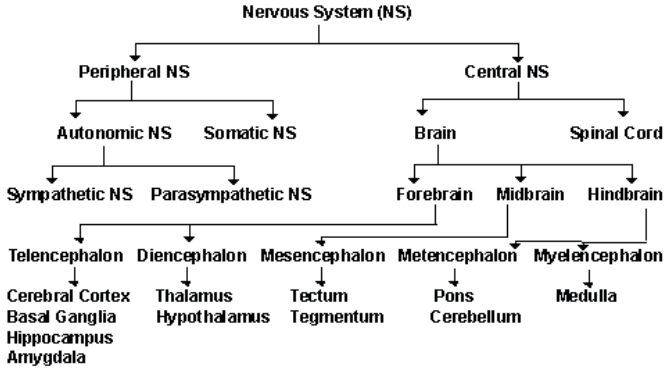 Nervous System (NS)
Peripheral NS Central NS
Autonomic NS Somatic NS Brain Spinal Cord
Sympathetic NS Parasympathetic NS Forebrain Midbrain Hindbrain
Telencephalon Diencephalon Mesencephalon Metencephalon Myelencephalon
Cerebral Cortex Thalamus Tectum Pons Medulla
Basal Ganglia Hypothalamus Tegmentum Cerebellum
Hippocampus
Amygdala